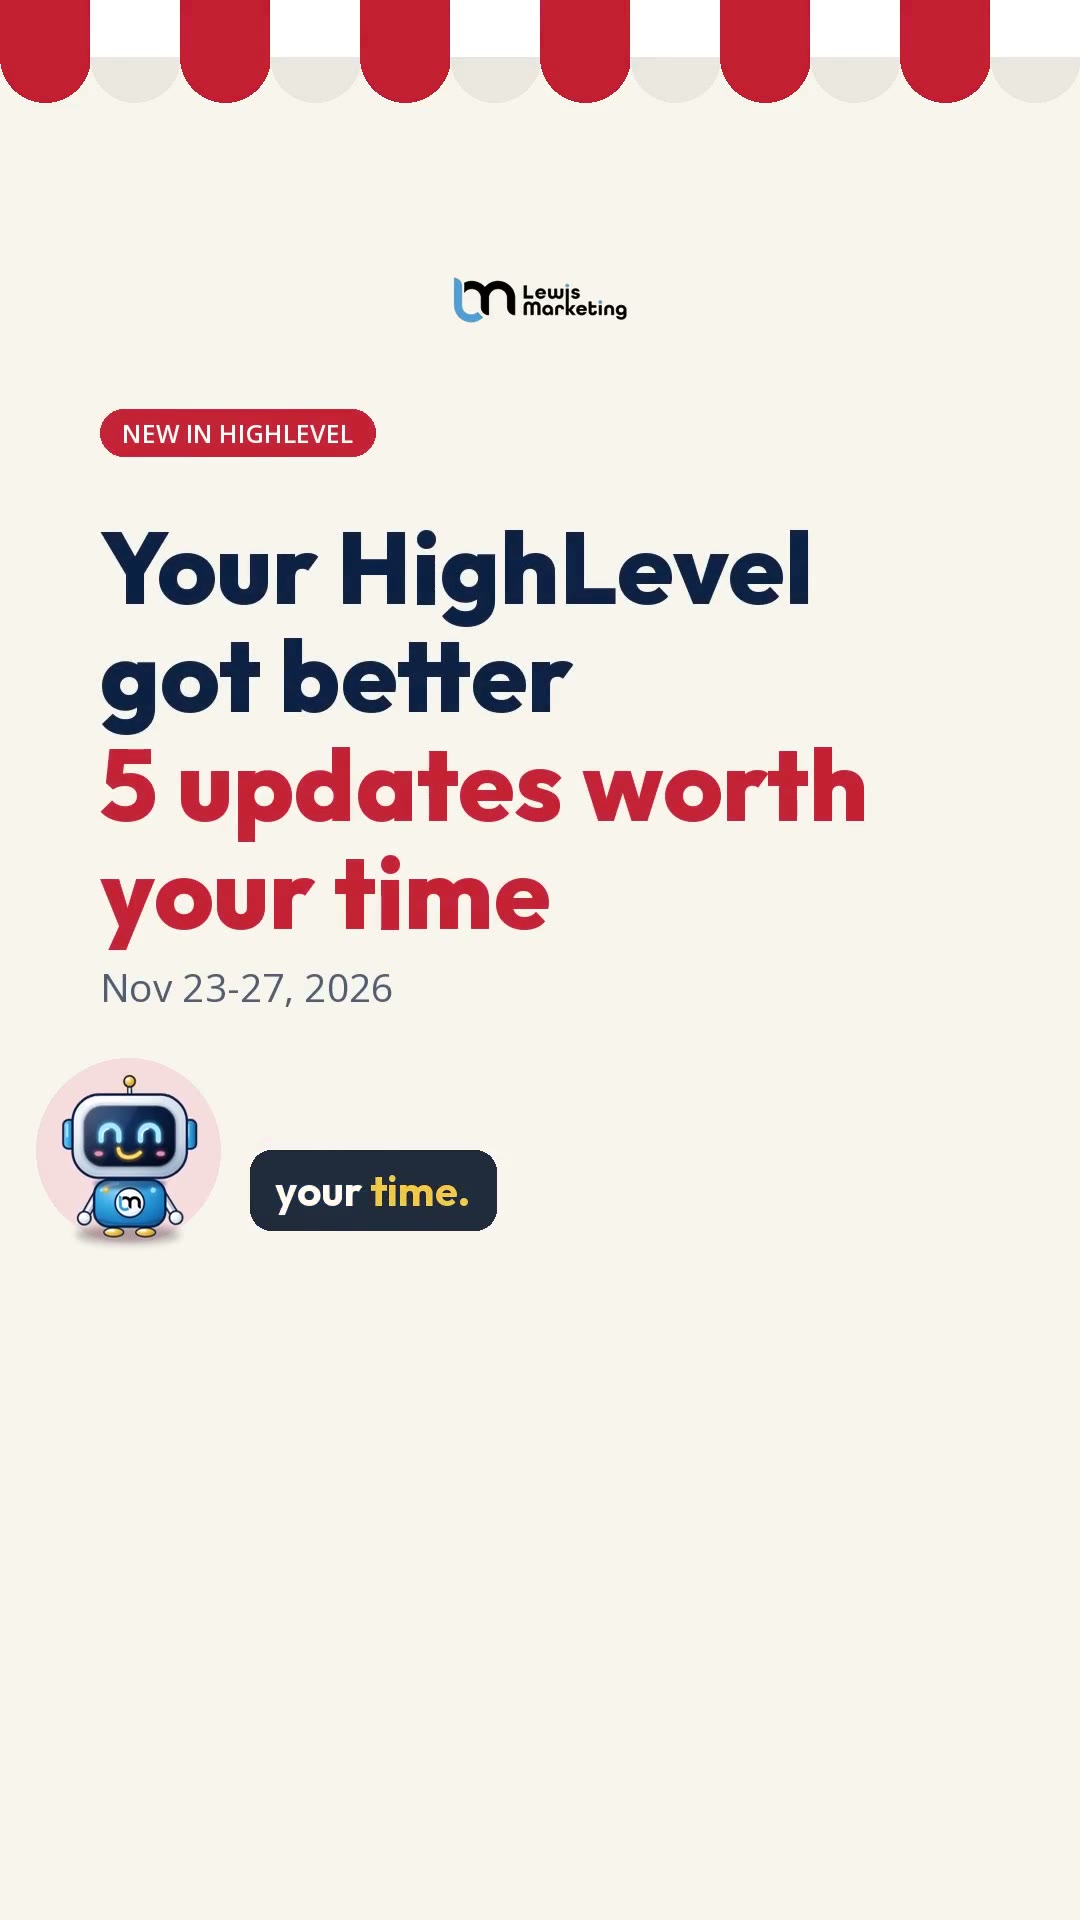 Lewis
Marketing
NEW IN HIGHLEVEL
Your HighLevel
got better
5 updates worth
your time
Nov 23-27, 2026
your time.